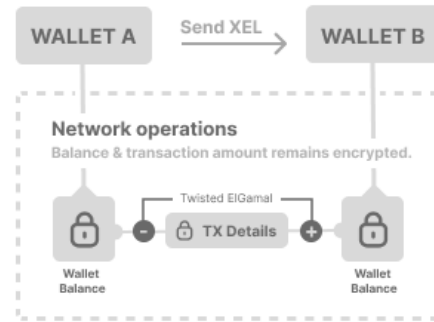 WALLET A
Send XEL
WALLET B
Network operations
Balance & transaction amount remains encrypted.
Twisted ElGamal
-
TX Details
+
Wallet
Balance
Wallet
Balance